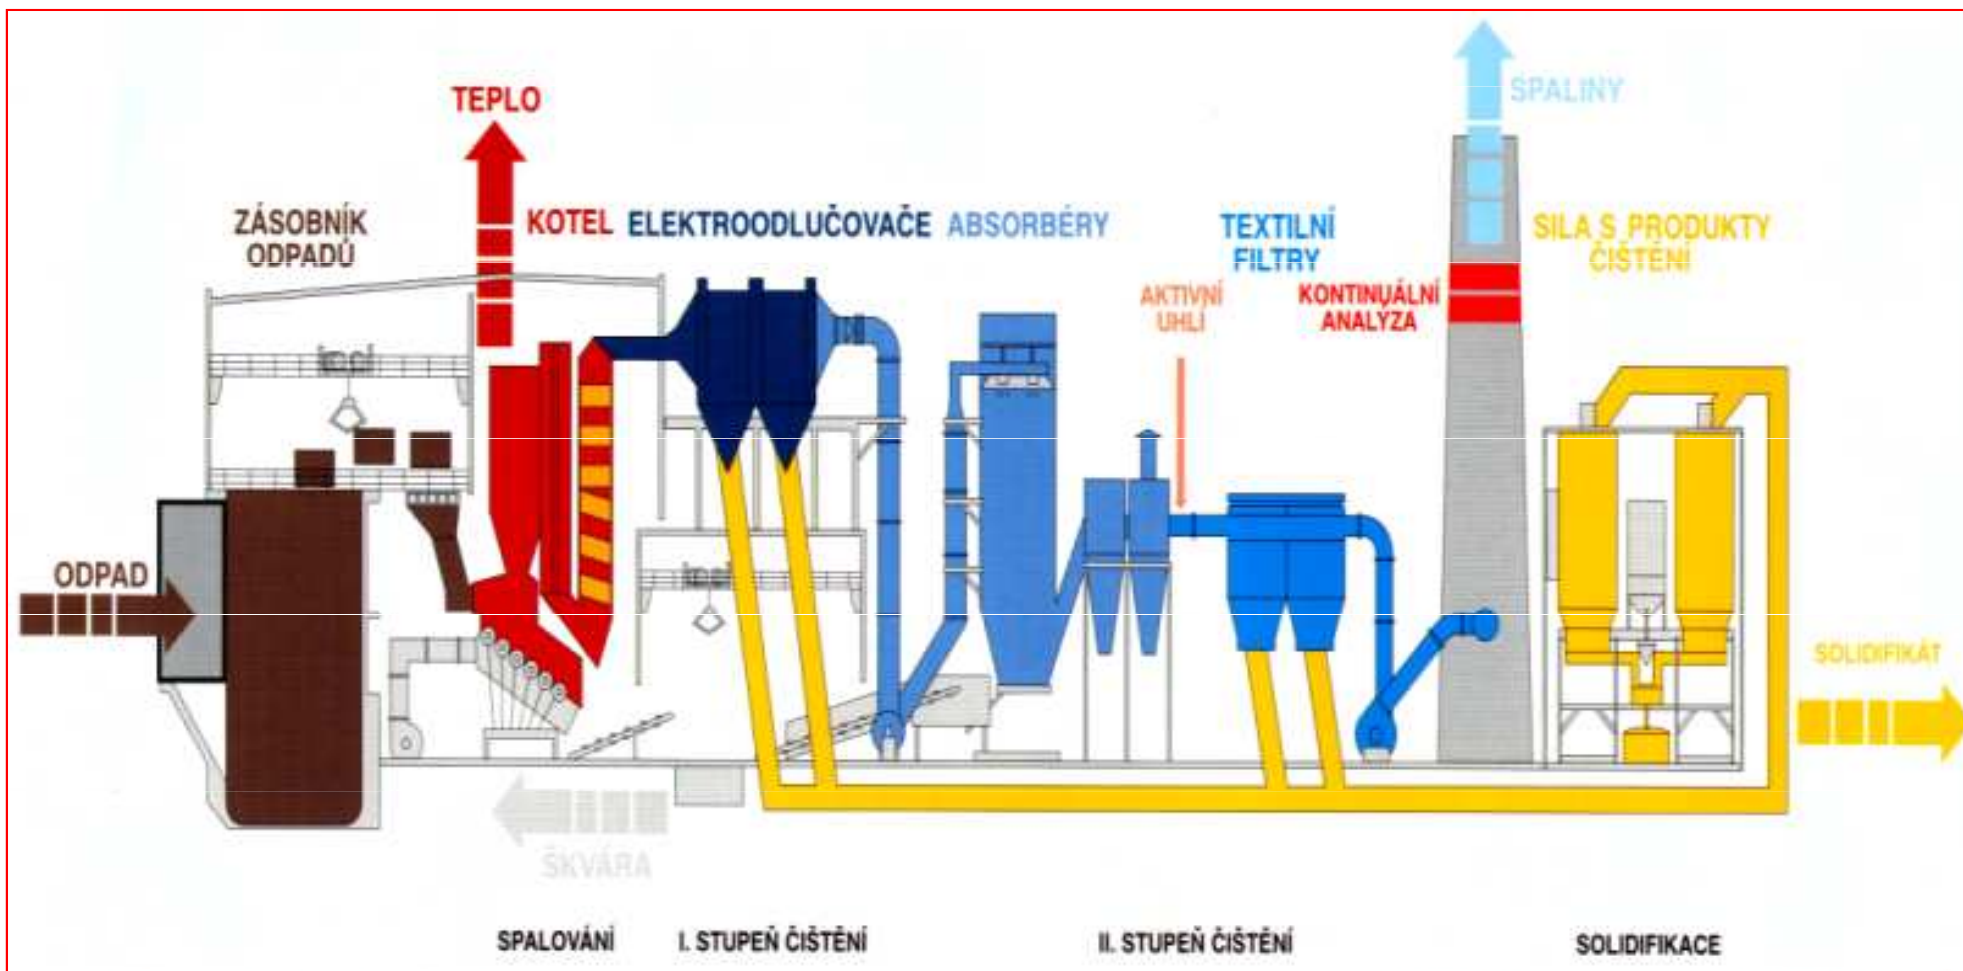 TEPLO
SPALINY
ZÁSOBNÍK
ODPADŮ
KOTEL
ELEKTROODLUČOVAČE
ABSORBÉRY
TEXTILNÍ
FILTRY
SILA S PRODUKTY
ČIŠTĚNÍ
AKTIVNÍ
UHLÍ
KONTINUÁLNÍ
ANALÝZA
ODPAD
SOLIDIFIKÁT
ŠKVÁRA
SPALOVÁNÍ
I. STUPEŇ ČIŠTĚNÍ
II. STUPEŇ ČIŠTĚNÍ
SOLIDIFIKACE